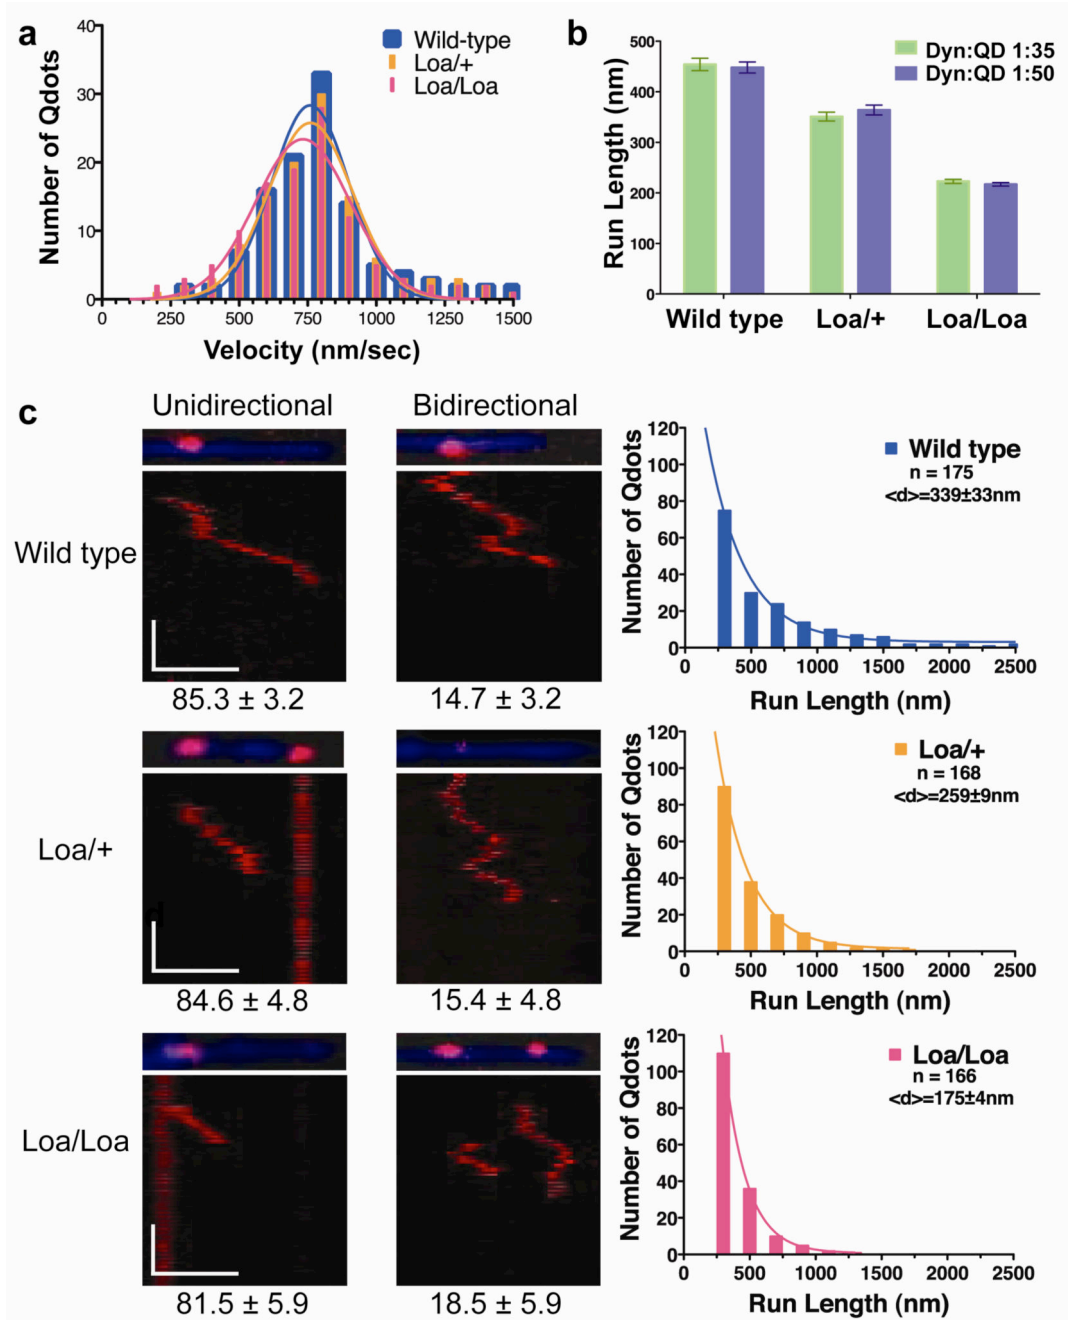 a
Number of Qdots
40
30
20
10
0
0 250 500 750 1000 1250 1500
Velocity (nm/sec)
Wild-type
Loa/+
Loa/Loa
b
Run Length (nm)
500
400
300
200
100
0
Dyn:QD 1:35
Dyn:QD 1:50
Wild type Loa/+ Loa/Loa
c
Unidirectional Bidirectional
Wild type
85.3 ± 3.2 14.7 ± 3.2
Number of Qdots
120
100
80
60
40
20
0
0 500 1000 1500 2000 2500
Run Length (nm)
Wild type
n = 175
<d>=339±33nm
Loa/+
d
84.6 ± 4.8 15.4 ± 4.8
Number of Qdots
120
100
80
60
40
20
0
0 500 1000 1500 2000 2500
Run Length (nm)
Loa/+
n = 168
<d>=259±9nm
Loa/Loa
81.5 ± 5.9 18.5 ± 5.9
Number of Qdots
120
100
80
60
40
20
0
0 500 1000 1500 2000 2500
Run Length (nm)
Loa/Loa
n = 166
<d>=175±4nm